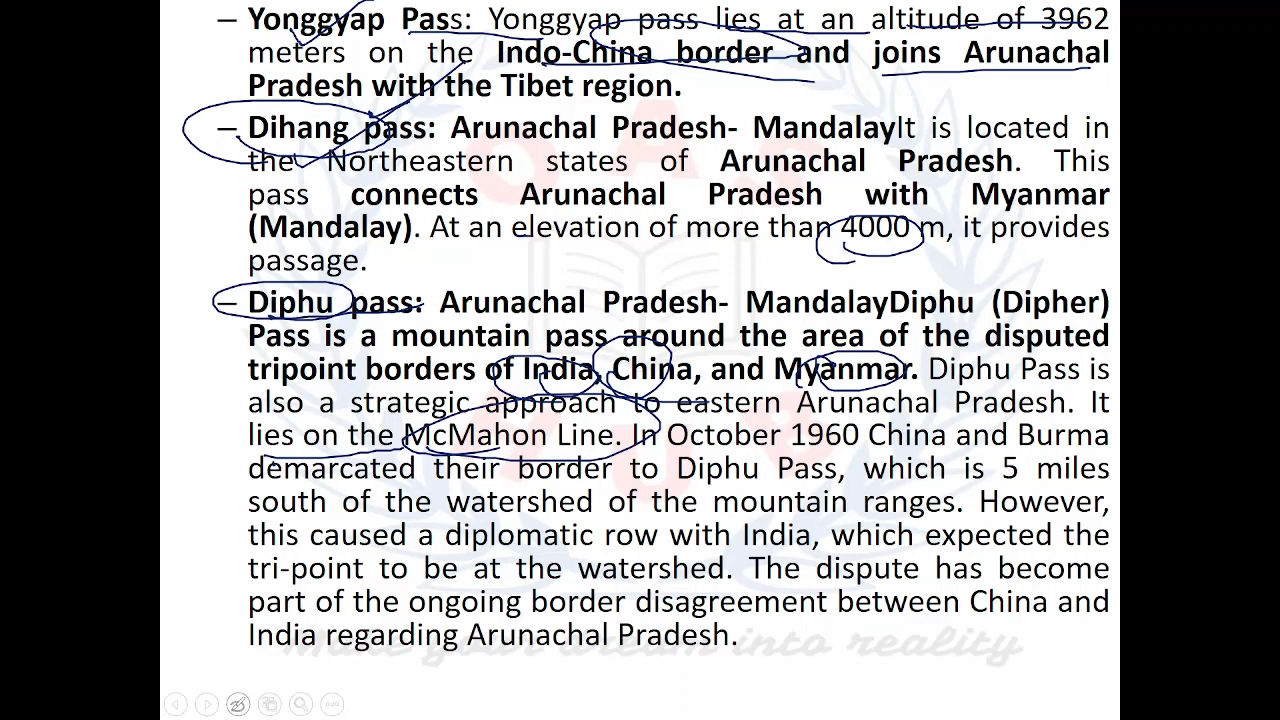 – Yonggyap Pass: Yonggyap pass lies at an altitude of 3962
meters on the Indo-China border and joins Arunachal
Pradesh with the Tibet region.
– Dihang pass: Arunachal Pradesh- MandalayIt is located in
the Northeastern states of Arunachal Pradesh. This
pass connects Arunachal Pradesh with Myanmar
(Mandalay). At an elevation of more than 4000 m, it provides
passage.
– Diphu pass: Arunachal Pradesh- MandalayDiphu (Dipher)
Pass is a mountain pass around the area of the disputed
tripoint borders of India, China, and Myanmar. Diphu Pass is
also a strategic approach to eastern Arunachal Pradesh. It
lies on the McMahon Line. In October 1960 China and Burma
demarcated their border to Diphu Pass, which is 5 miles
south of the watershed of the mountain ranges. However,
this caused a diplomatic row with India, which expected the
tri-point to be at the watershed. The dispute has become
part of the ongoing border disagreement between China and
India regarding Arunachal Pradesh.
OAS
Make your dream into reality